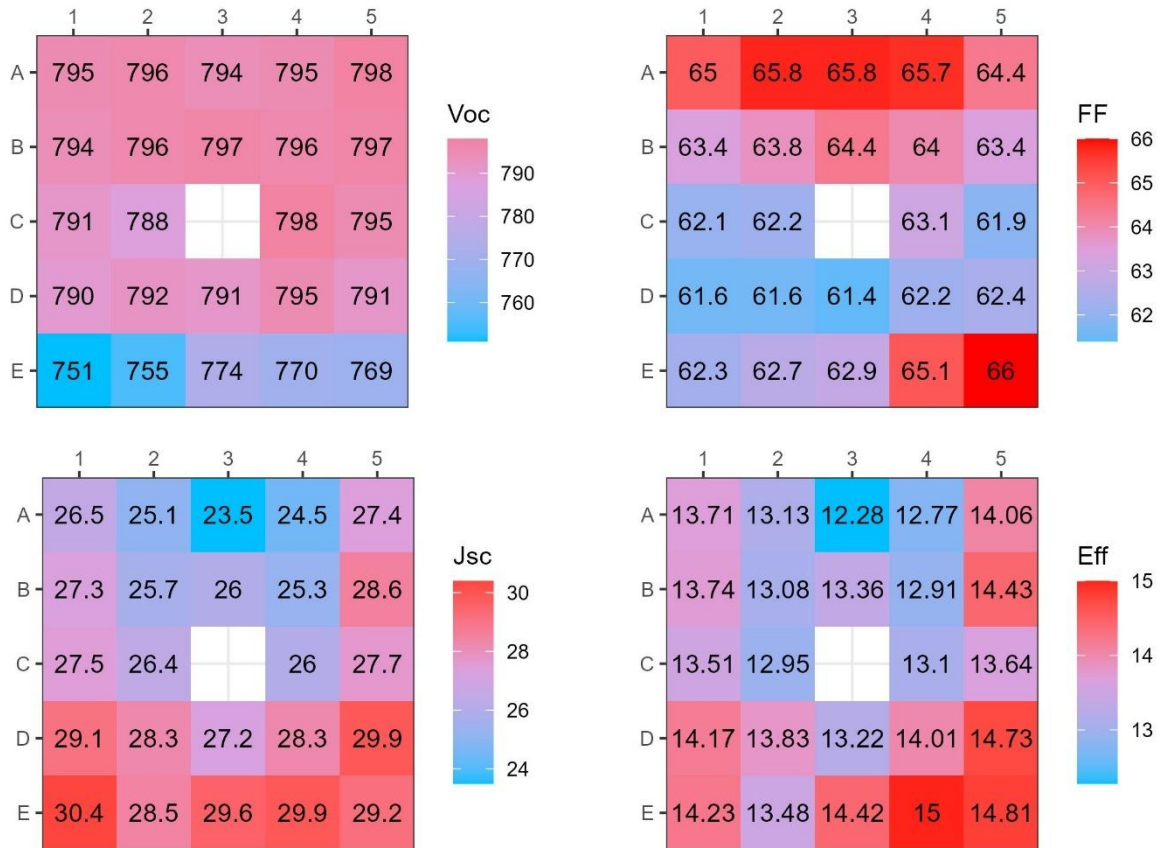 1 2 3 4 5
A 795 796 794 795 798
B 794 796 797 796 797
C 791 788 798 795
D 790 792 791 795 791
E 751 755 774 770 769
Voc
790
780
770
760
1 2 3 4 5
A 65 65.8 65.8 65.7 64.4
B 63.4 63.8 64.4 64 63.4
C 62.1 62.2 63.1 61.9
D 61.6 61.6 61.4 62.2 62.4
E 62.3 62.7 62.9 65.1 66
FF
66
65
64
63
62
1 2 3 4 5
A 26.5 25.1 23.5 24.5 27.4
B 27.3 25.7 26 25.3 28.6
C 27.5 26.4 26 27.7
D 29.1 28.3 27.2 28.3 29.9
E 30.4 28.5 29.6 29.9 29.2
Jsc
30
28
26
24
1 2 3 4 5
A 13.71 13.13 12.28 12.77 14.06
B 13.74 13.08 13.36 12.91 14.43
C 13.51 12.95 13.1 13.64
D 14.17 13.83 13.22 14.01 14.73
E 14.23 13.48 14.42 15 14.81
Eff
15
14
13